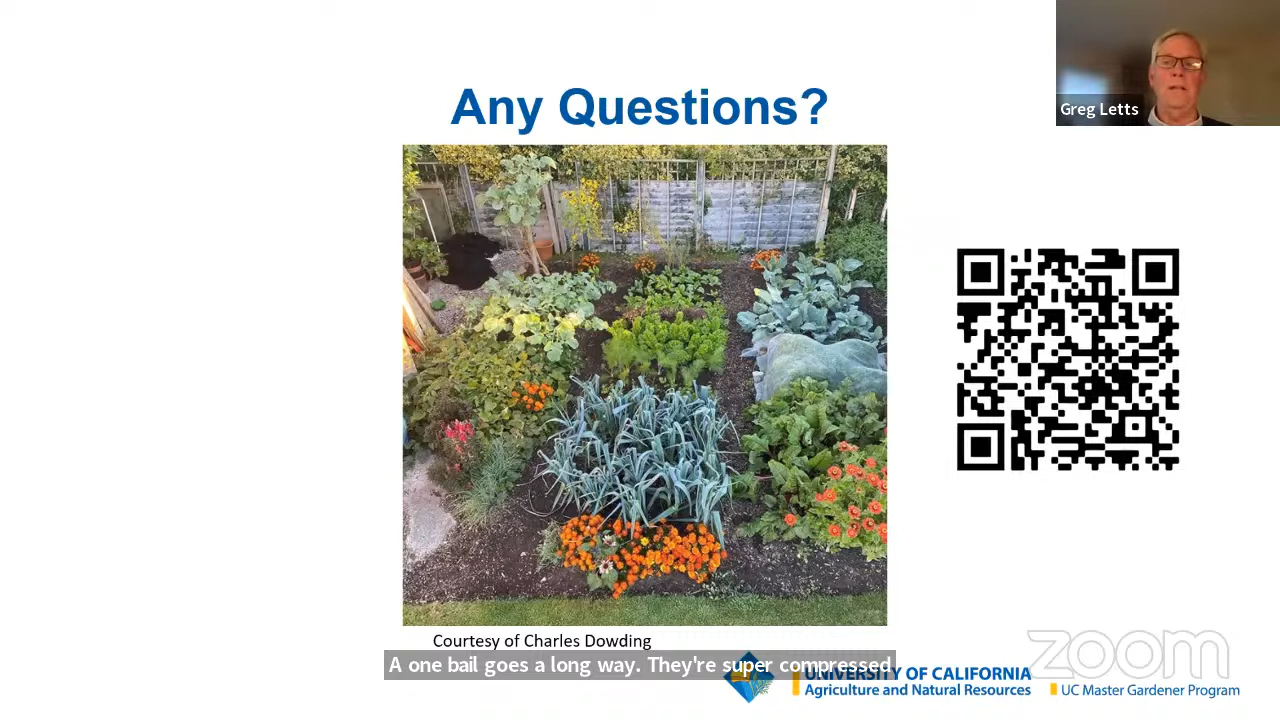 Any Questions?
Greg Letts
Courtesy of Charles Dowding
A one bail goes a long way. They're super compressed
UNIVERSITY OF CALIFORNIA
Agriculture and Natural Resources
UC Master Gardener Program
zoom